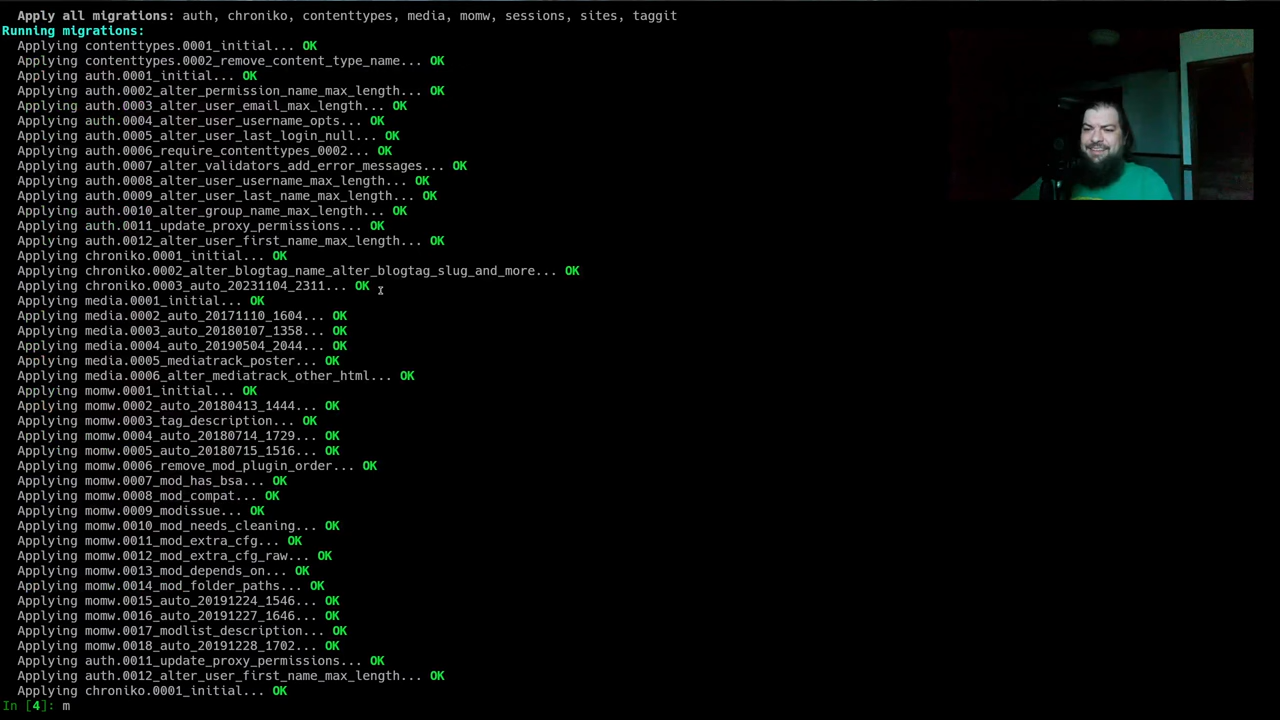 Apply all migrations: auth, chroniko, contenttypes, media, momw, sessions, sites, taggit
Running migrations:
Applying contenttypes.0001_initial... OK
Applying contenttypes.0002_remove_content_type_name... OK
Applying auth.0001_initial... OK
Applying auth.0002_alter_permission_name_max_length... OK
Applying auth.0003_alter_user_email_max_length... OK
Applying auth.0004_alter_user_username_opts... OK
Applying auth.0005_alter_user_last_login_null... OK
Applying auth.0006_require_contenttypes_0002... OK
Applying auth.0007_alter_validators_add_error_messages... OK
Applying auth.0008_alter_user_username_max_length... OK
Applying auth.0009_alter_user_last_name_max_length... OK
Applying auth.0010_alter_group_name_max_length... OK
Applying auth.0011_update_proxy_permissions... OK
Applying auth.0012_alter_user_first_name_max_length... OK
Applying chroniko.0001_initial... OK
Applying chroniko.0002_alter_blogtag_name_alter_blogtag_slug_and_more... OK
Applying chroniko.0003_auto_20231104_2311... OK
Applying media.0001_initial... OK
Applying media.0002_auto_20171110_1604... OK
Applying media.0003_auto_20180107_1358... OK
Applying media.0004_auto_20190504_2044... OK
Applying media.0005_mediatrack_poster... OK
Applying media.0006_alter_mediatrack_other_html... OK
Applying momw.0001_initial... OK
Applying momw.0002_auto_20180413_1444... OK
Applying momw.0003_tag_description... OK
Applying momw.0004_auto_20180714_1729... OK
Applying momw.0005_auto_20180715_1516... OK
Applying momw.0006_remove_mod_plugin_order... OK
Applying momw.0007_mod_has_bsa... OK
Applying momw.0008_mod_compat... OK
Applying momw.0009_modissue... OK
Applying momw.0010_mod_needs_cleaning... OK
Applying momw.0011_mod_extra_cfg... OK
Applying momw.0012_mod_extra_cfg_raw... OK
Applying momw.0013_mod_depends_on... OK
Applying momw.0014_mod_folder_paths... OK
Applying momw.0015_auto_20191224_1546... OK
Applying momw.0016_auto_20191227_1646... OK
Applying momw.0017_modlist_description... OK
Applying momw.0018_auto_20191228_1702... OK
Applying auth.0011_update_proxy_permissions... OK
Applying auth.0012_alter_user_first_name_max_length... OK
Applying chroniko.0001_initial... OK
In [4]: m